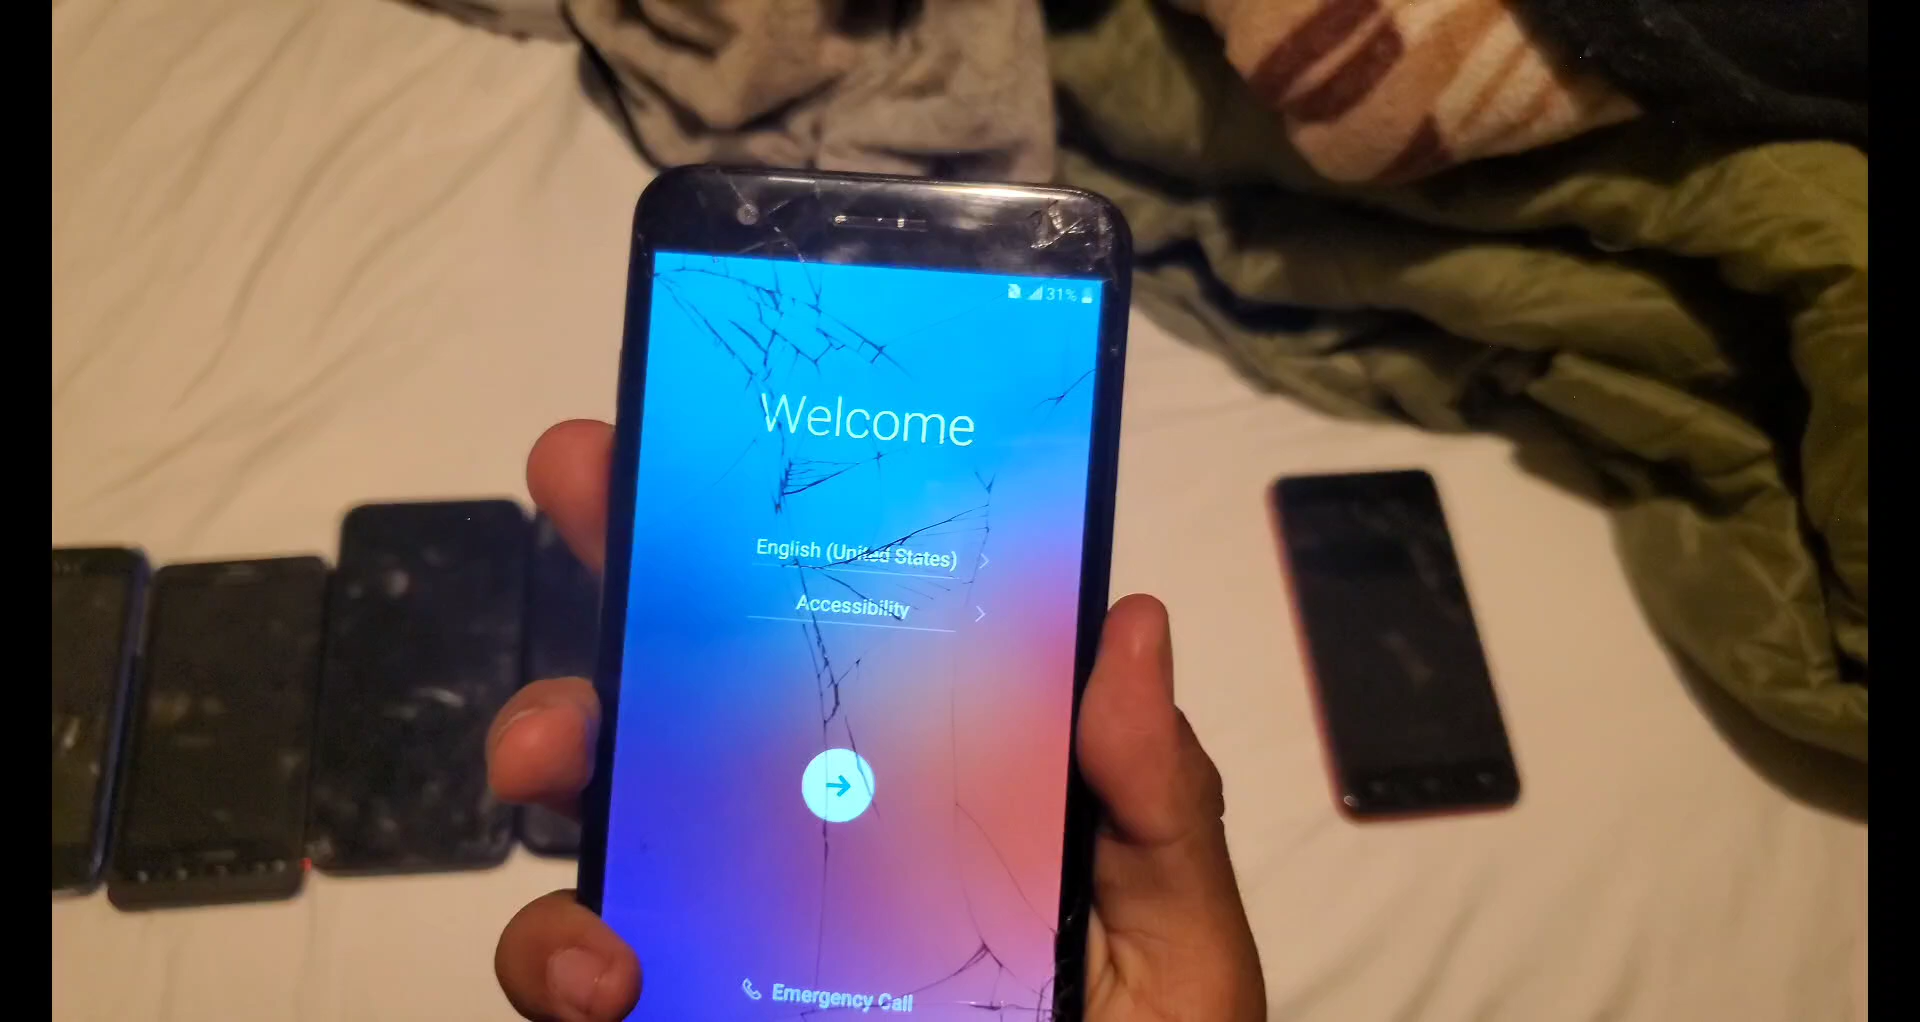 31%
Welcome
English (United States)
Accessibility
Emergency Call